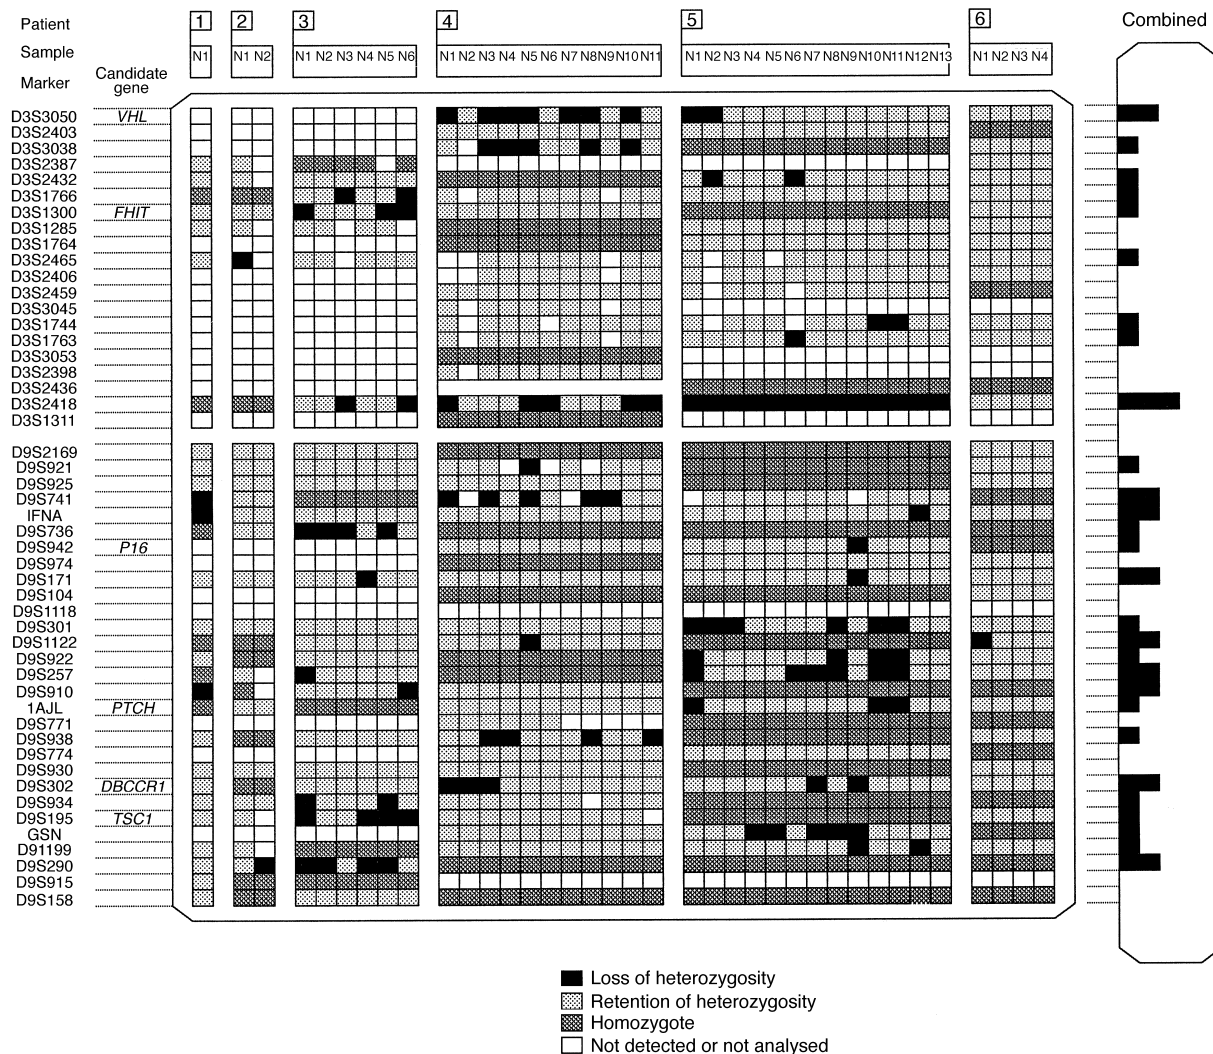 Patient 1 2 3 4 5 6 Combined
Sample N1 N1 N2 N1 N2 N3 N4 N5 N6 N1 N2 N3 N4 N5 N6 N7 N8 N9 N10 N11 N1 N2 N3 N4 N5 N6 N7 N8 N9 N10 N11 N12 N13 N1 N2 N3 N4
Marker Candidate gene
D3S3050 VHL
D3S2403
D3S3038
D3S2387
D3S2432
D3S1766
D3S1300 FHIT
D3S1285
D3S1764
D3S2465
D3S2406
D3S2459
D3S3045
D3S1744
D3S1763
D3S3053
D3S2398
D3S2436
D3S2418
D3S1311
D9S2169
D9S921
D9S925
D9S741
IFNA
D9S736
D9S942 P16
D9S974
D9S171
D9S104
D9S1118
D9S301
D9S1122
D9S922
D9S257
D9S910
1AJL PTCH
D9S771
D9S938
D9S774
D9S930
D9S302 DBCCR1
D9S934
D9S195 TSC1
GSN
D91199
D9S290
D9S915
D9S158
Loss of heterozygosity
Retention of heterozygosity
Homozygote
Not detected or not analysed